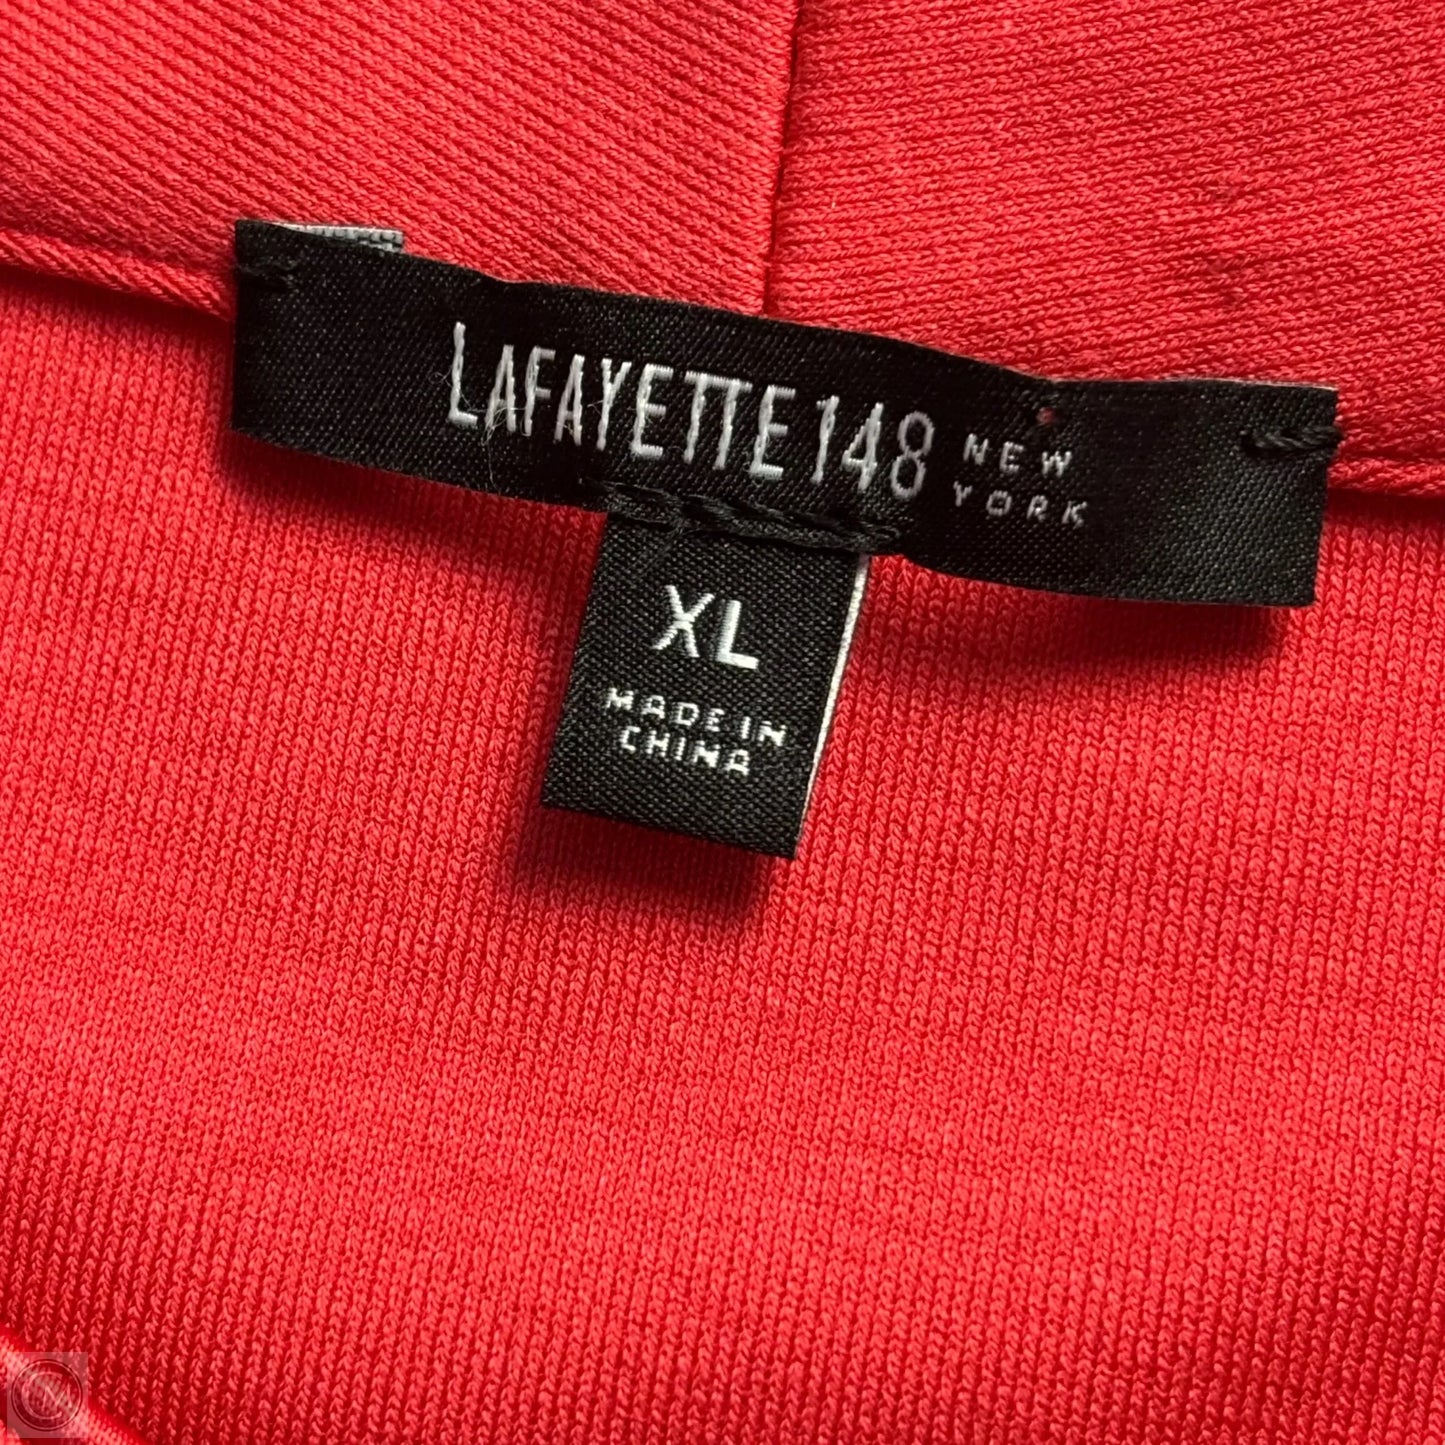 LAFAYETTE 148 NEW
YORK
XL
MADE IN
CHINA